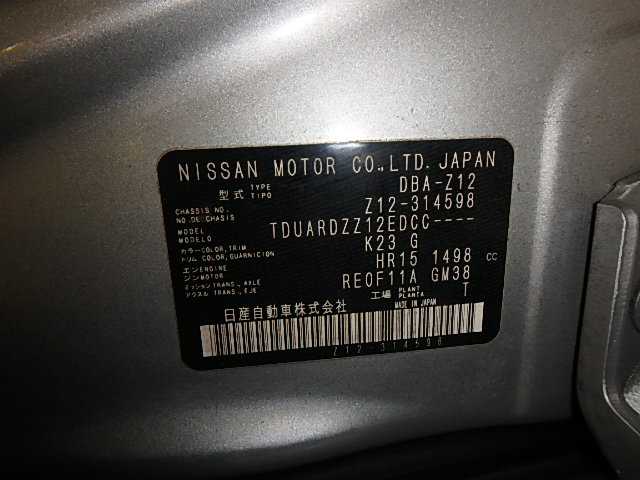 NISSAN MOTOR CO.,LTD. JAPAN
型式 TYPE TIPO DBA-Z12
CHASSIS NO. NO.DE CHASIS Z12-314598
MODEL MODELO TDUARDZZ12EDCC----
カラー COLOR, TRIM トリム COLOR, GUARNICION K23 G
エンジン ENGINE MOTOR HR15 1498 cc
ミッション TRANS., AXLE アクスル TRANS., EJE RE0F11A GM38
工場 PLANT PLANTA T
日産自動車株式会社 MADE IN JAPAN
Z12-314598